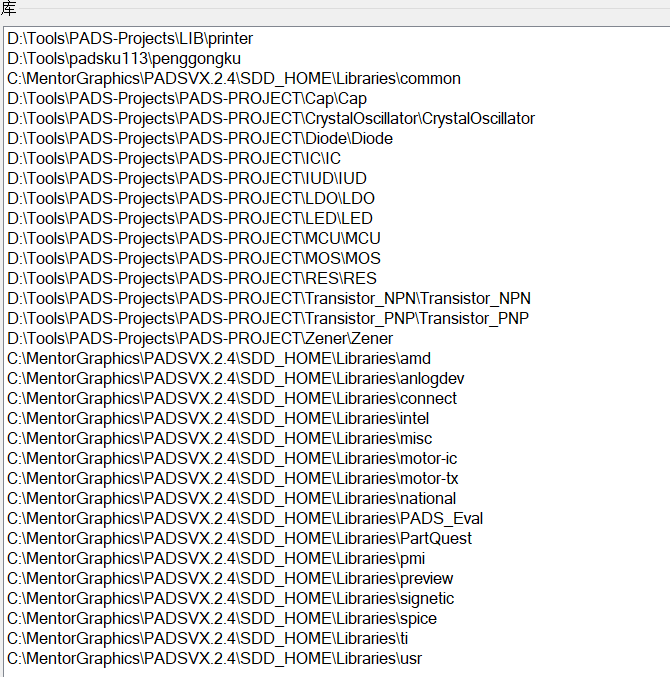 库
D:\Tools\PADS-Projects\LIB\printer
D:\Tools\padsku113\penggongku
C:\MentorGraphics\PADSVX.2.4\SDD_HOME\Libraries\common
D:\Tools\PADS-Projects\PADS-PROJECT\Cap\Cap
D:\Tools\PADS-Projects\PADS-PROJECT\CrystalOscillator\CrystalOscillator
D:\Tools\PADS-Projects\PADS-PROJECT\Diode\Diode
D:\Tools\PADS-Projects\PADS-PROJECT\IC\IC
D:\Tools\PADS-Projects\PADS-PROJECT\IUD\IUD
D:\Tools\PADS-Projects\PADS-PROJECT\LDO\LDO
D:\Tools\PADS-Projects\PADS-PROJECT\LED\LED
D:\Tools\PADS-Projects\PADS-PROJECT\MCU\MCU
D:\Tools\PADS-Projects\PADS-PROJECT\MOS\MOS
D:\Tools\PADS-Projects\PADS-PROJECT\RES\RES
D:\Tools\PADS-Projects\PADS-PROJECT\Transistor_NPN\Transistor_NPN
D:\Tools\PADS-Projects\PADS-PROJECT\Transistor_PNP\Transistor_PNP
D:\Tools\PADS-Projects\PADS-PROJECT\Zener\Zener
C:\MentorGraphics\PADSVX.2.4\SDD_HOME\Libraries\amd
C:\MentorGraphics\PADSVX.2.4\SDD_HOME\Libraries\anlogdev
C:\MentorGraphics\PADSVX.2.4\SDD_HOME\Libraries\connect
C:\MentorGraphics\PADSVX.2.4\SDD_HOME\Libraries\intel
C:\MentorGraphics\PADSVX.2.4\SDD_HOME\Libraries\misc
C:\MentorGraphics\PADSVX.2.4\SDD_HOME\Libraries\motor-ic
C:\MentorGraphics\PADSVX.2.4\SDD_HOME\Libraries\motor-tx
C:\MentorGraphics\PADSVX.2.4\SDD_HOME\Libraries\national
C:\MentorGraphics\PADSVX.2.4\SDD_HOME\Libraries\PADS_Eval
C:\MentorGraphics\PADSVX.2.4\SDD_HOME\Libraries\PartQuest
C:\MentorGraphics\PADSVX.2.4\SDD_HOME\Libraries\pmi
C:\MentorGraphics\PADSVX.2.4\SDD_HOME\Libraries\preview
C:\MentorGraphics\PADSVX.2.4\SDD_HOME\Libraries\signetic
C:\MentorGraphics\PADSVX.2.4\SDD_HOME\Libraries\spice
C:\MentorGraphics\PADSVX.2.4\SDD_HOME\Libraries\ti
C:\MentorGraphics\PADSVX.2.4\SDD_HOME\Libraries\usr